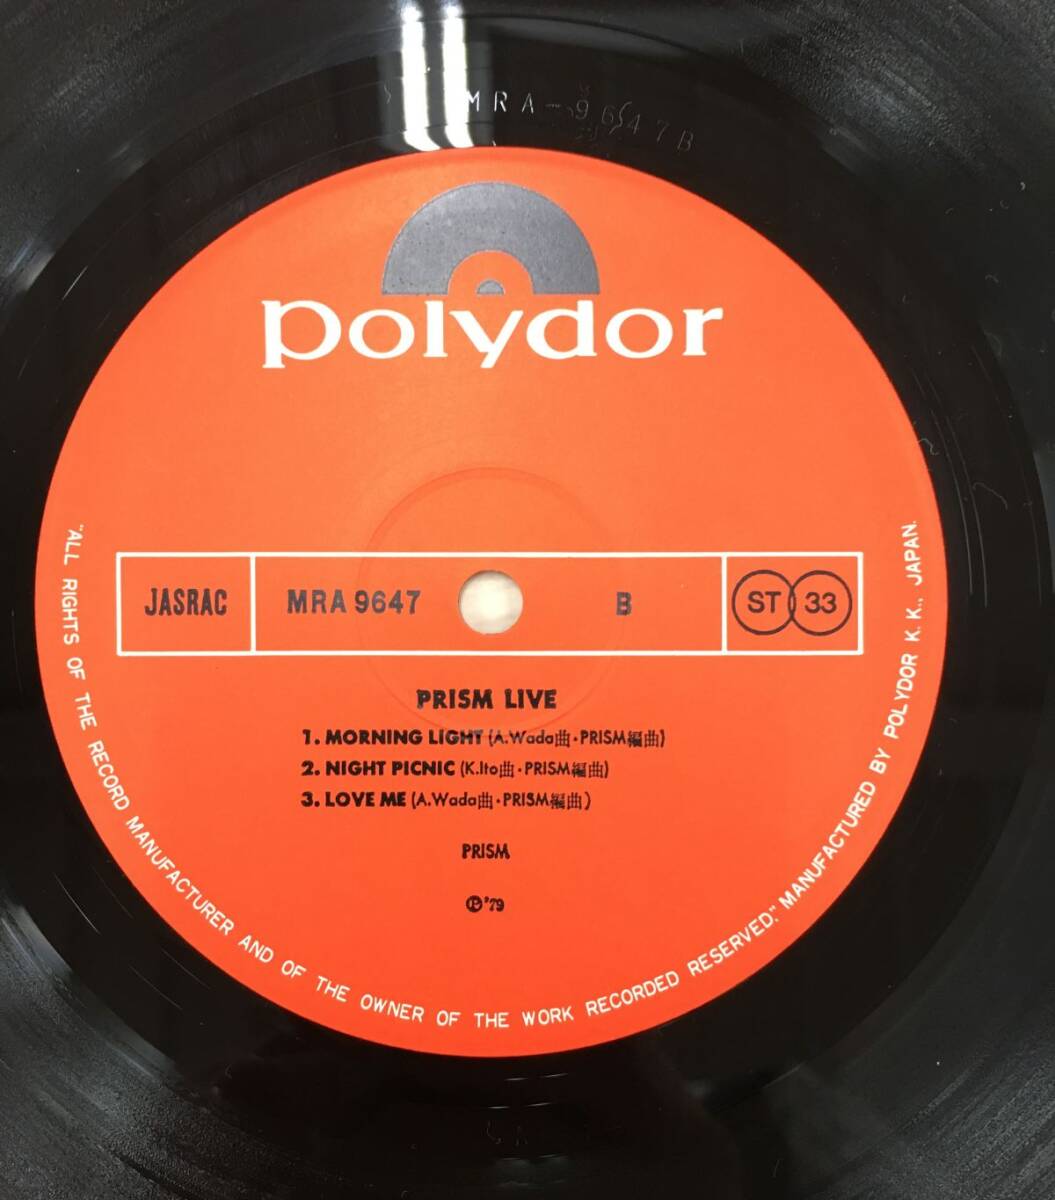 MRA-9647B
polydor
JASRAC MRA 9647 B ST 33
PRISM LIVE
1. MORNING LIGHT (A.Wada曲・PRISM編曲)
2. NIGHT PICNIC (K.Ito曲・PRISM編曲)
3. LOVE ME (A.Wada曲・PRISM編曲)
PRISM
Ⓟ'79
"ALL RIGHTS OF THE RECORD MANUFACTURER AND OF THE OWNER OF THE WORK RECORDED RESERVED." MANUFACTURED BY POLYDOR K. K., JAPAN.